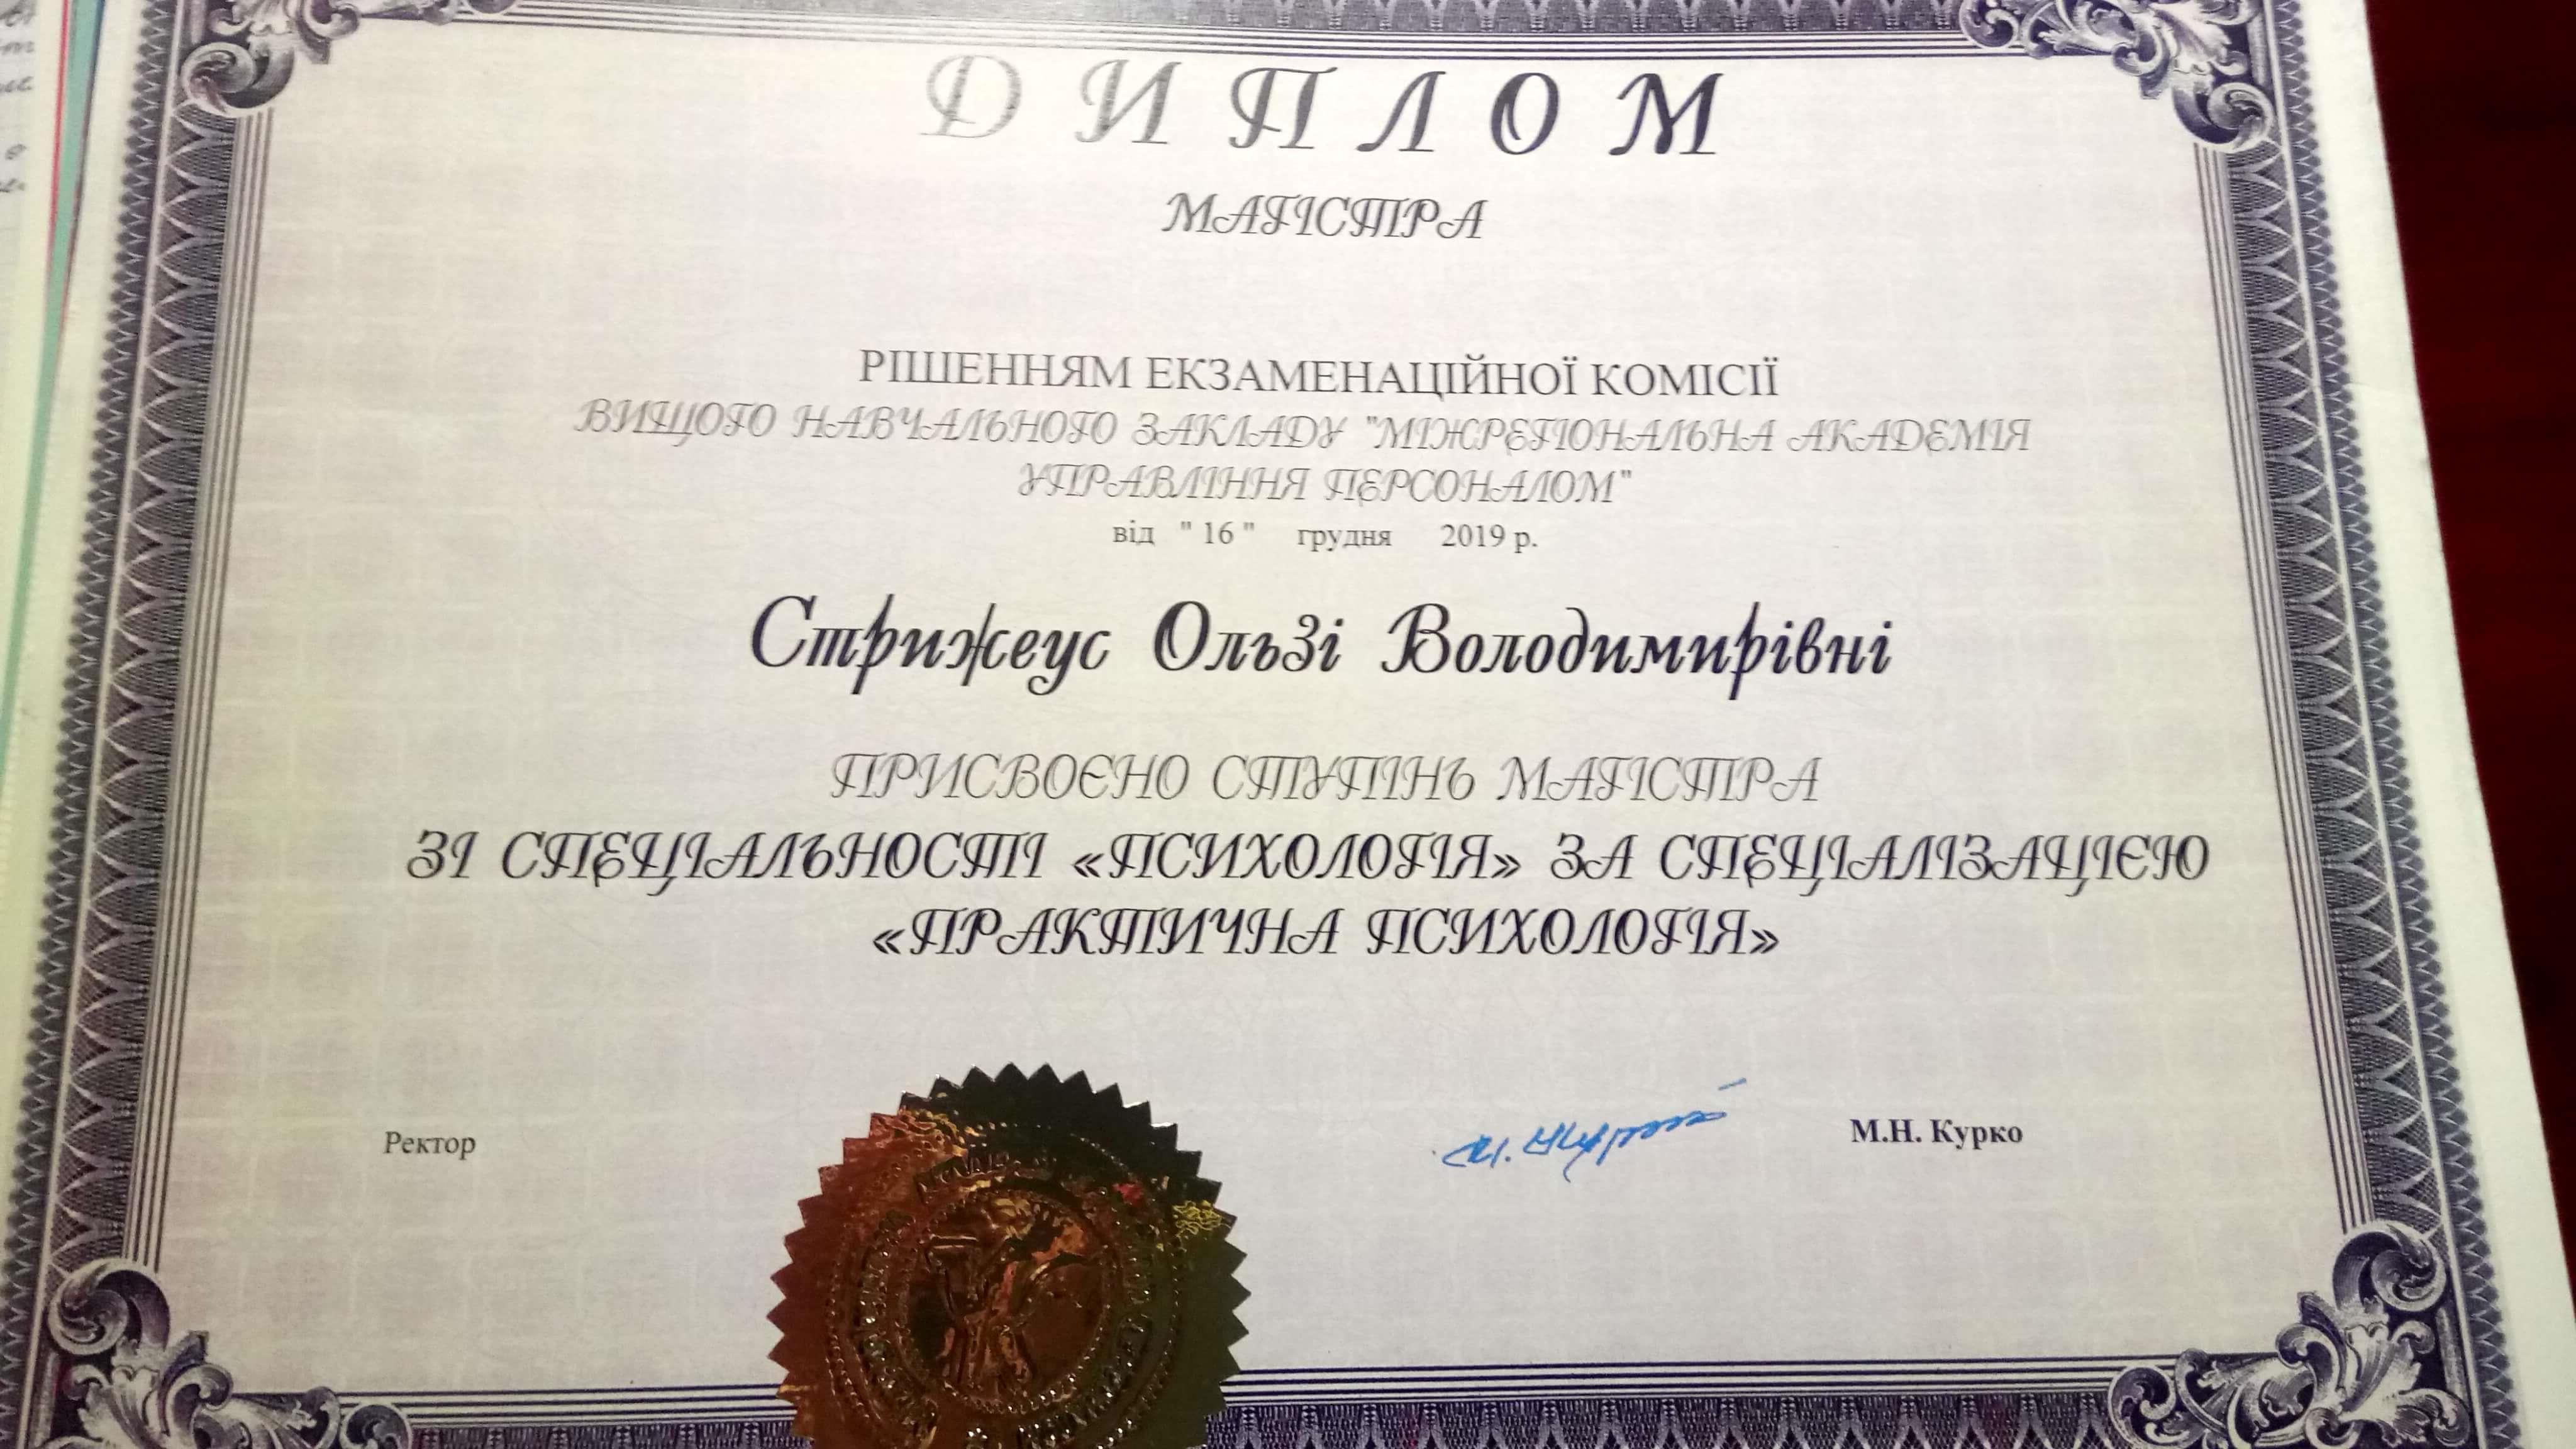 ДИПЛОМ
МАГІСТРА
РІШЕННЯМ ЕКЗАМЕНАЦІЙНОЇ КОМІСІЇ
ВИЩОГО НАВЧАЛЬНОГО ЗАКЛАДУ "МІЖРЕГІОНАЛЬНА АКАДЕМІЯ
УПРАВЛІННЯ ПЕРСОНАЛОМ"
від " 16 " грудня 2019 р.
Стрижеус Ользі Володимирівні
ПРИСВОЄНО СТУПІНЬ МАГІСТРА
ЗІ СПЕЦІАЛЬНОСТІ «ПСИХОЛОГІЯ» ЗА СПЕЦІАЛІЗАЦІЄЮ
«ПРАКТИЧНА ПСИХОЛОГІЯ»
Ректор М.Н. Курко